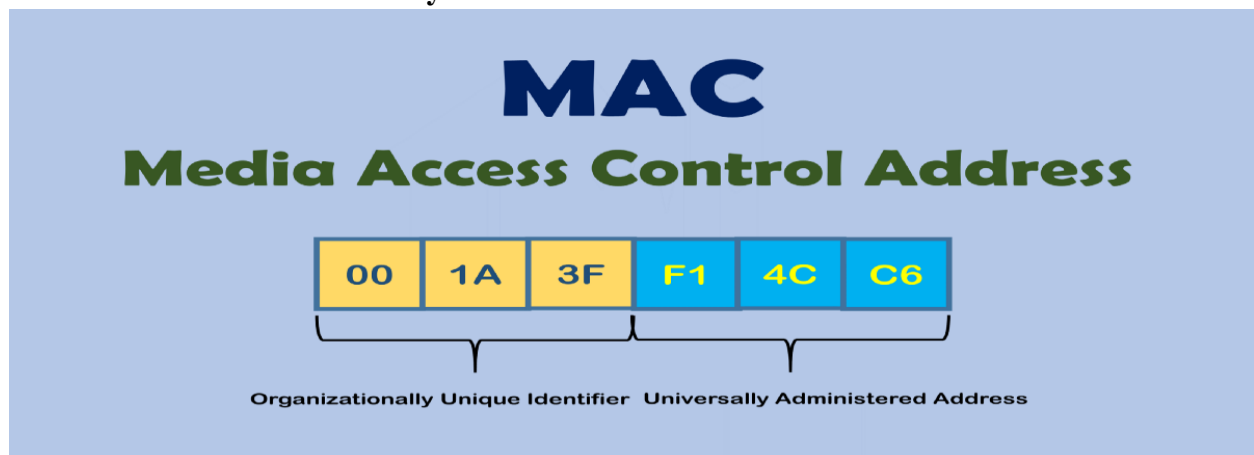 MAC
Media Access Control Address
00 1A 3F F1 4C C6
Organizationally Unique Identifier Universally Administered Address